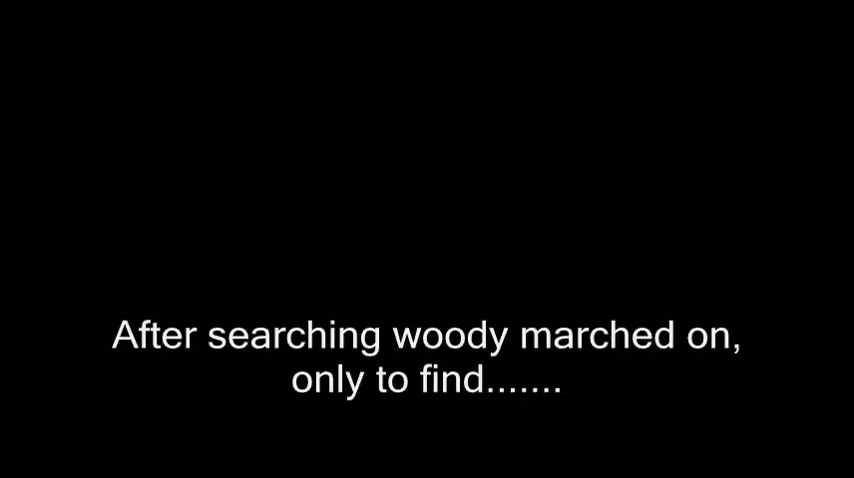 After searching woody marched on,
only to find.......